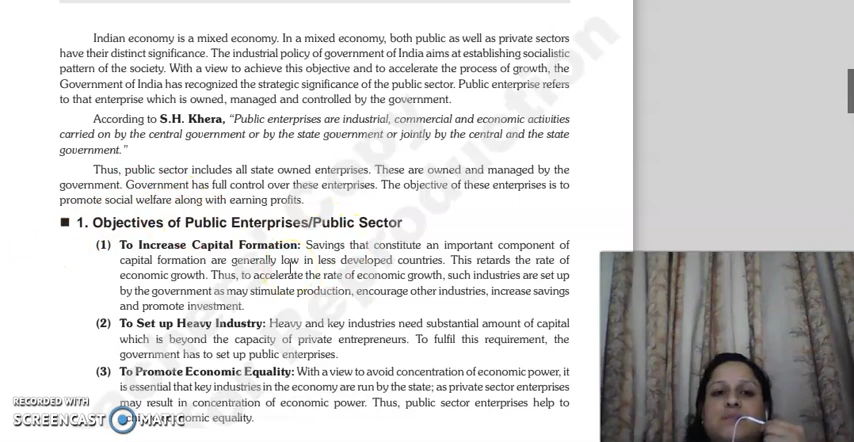 Indian economy is a mixed economy. In a mixed economy, both public as well as private sectors
have their distinct significance. The industrial policy of government of India aims at establishing socialistic
pattern of the society. With a view to achieve this objective and to accelerate the process of growth, the
Government of India has recognized the strategic significance of the public sector. Public enterprise refers
to that enterprise which is owned, managed and controlled by the government.
According to S.H. Khera, “Public enterprises are industrial, commercial and economic activities
carried on by the central government or by the state government or jointly by the central and the state
government.”
Thus, public sector includes all state owned enterprises. These are owned and managed by the
government. Government has full control over these enterprises. The objective of these enterprises is to
promote social welfare along with earning profits.
■ 1. Objectives of Public Enterprises/Public Sector
(1) To Increase Capital Formation: Savings that constitute an important component of
capital formation are generally low in less developed countries. This retards the rate of
economic growth. Thus, to accelerate the rate of economic growth, such industries are set up
by the government as may stimulate production, encourage other industries, increase savings
and promote investment.
(2) To Set up Heavy Industry: Heavy and key industries need substantial amount of capital
which is beyond the capacity of private entrepreneurs. To fulfil this requirement, the
government has to set up public enterprises.
(3) To Promote Economic Equality: With a view to avoid concentration of economic power, it
is essential that key industries in the economy are run by the state; as private sector enterprises
may result in concentration of economic power. Thus, public sector enterprises help to
economic equality.
RECORDED WITH
SCREENCAST MATIC
Reproduction